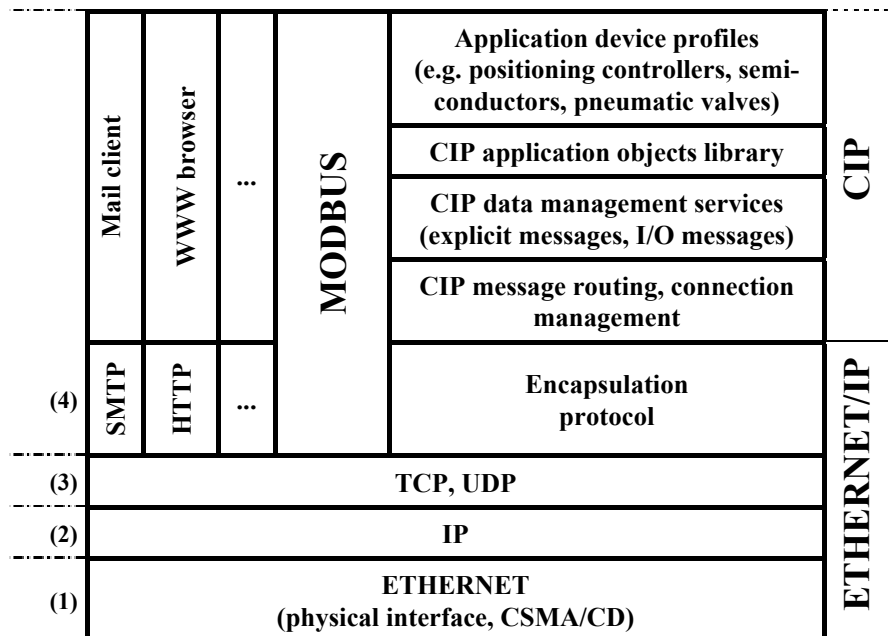 Application device profiles
(e.g. positioning controllers, semi-
conductors, pneumatic valves)
CIP application objects library
CIP data management services
(explicit messages, I/O messages)
CIP message routing, connection
management
CIP
Mail client
WWW browser
...
MODBUS
(4)
SMTP
HTTP
...
Encapsulation
protocol
ETHERNET/IP
(3)
TCP, UDP
(2)
IP
(1)
ETHERNET
(physical interface, CSMA/CD)